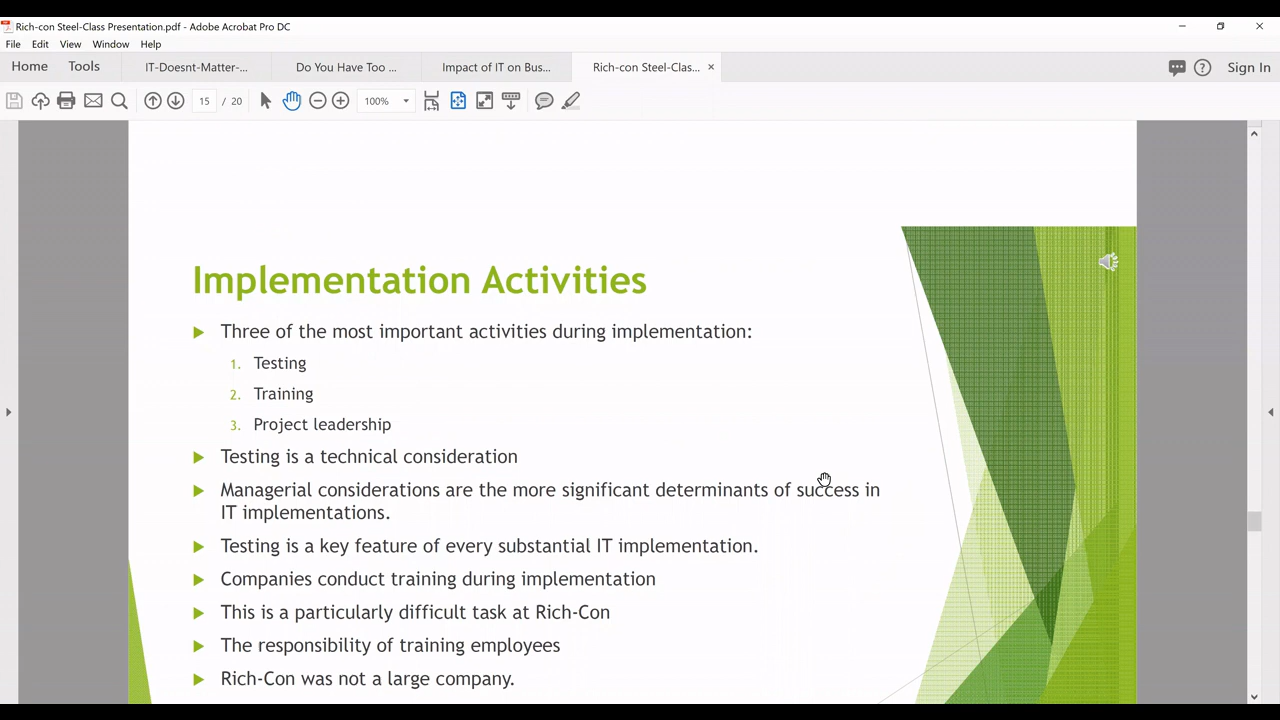 Rich-con Steel-Class Presentation.pdf - Adobe Acrobat Pro DC
File Edit View Window Help
Home Tools IT-Doesnt-Matter-... Do You Have Too ... Impact of IT on Bus... Rich-con Steel-Clas... × Sign In
15 / 20 100%
Implementation Activities
Three of the most important activities during implementation:
1. Testing
2. Training
3. Project leadership
Testing is a technical consideration
Managerial considerations are the more significant determinants of success in
IT implementations.
Testing is a key feature of every substantial IT implementation.
Companies conduct training during implementation
This is a particularly difficult task at Rich-Con
The responsibility of training employees
Rich-Con was not a large company.